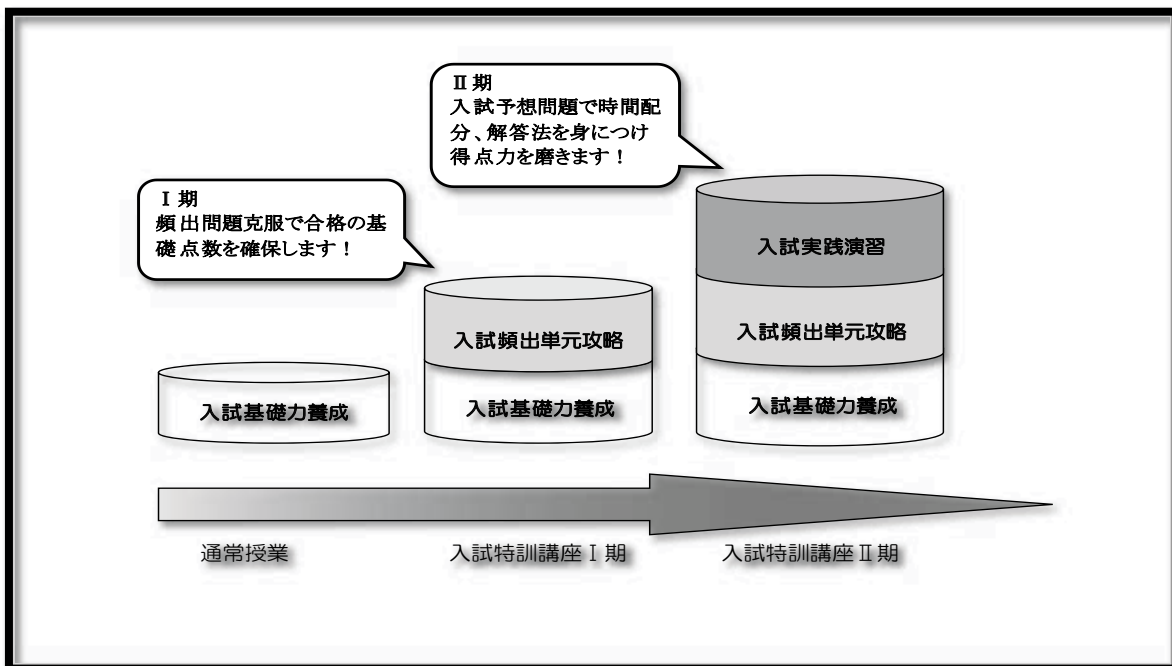 Ⅱ期
入試予想問題で時間配
分、解答法を身につけ
得点力を磨きます！
Ⅰ期
頻出問題克服で合格の基
礎点数を確保します！
入試実践演習
入試頻出単元攻略
入試頻出単元攻略
入試基礎力養成
入試基礎力養成
入試基礎力養成
通常授業
入試特訓講座Ⅰ期
入試特訓講座Ⅱ期